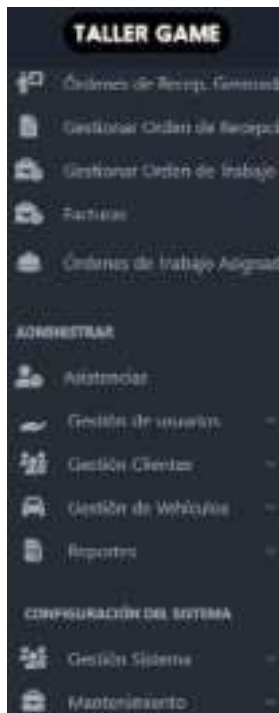 TALLER GAME
Órdenes de Recep. Generad
Gestionar Orden de Recepci
Gestionar Orden de Trabajo
Facturas
Órdenes de Trabajo Asignad
ADMINISTRAR
Asistencias
Gestión de usuarios
Gestión Clientes
Gestión de Vehículos
Reportes
CONFIGURACIÓN DEL SISTEMA
Gestión Sistema
Mantenimiento